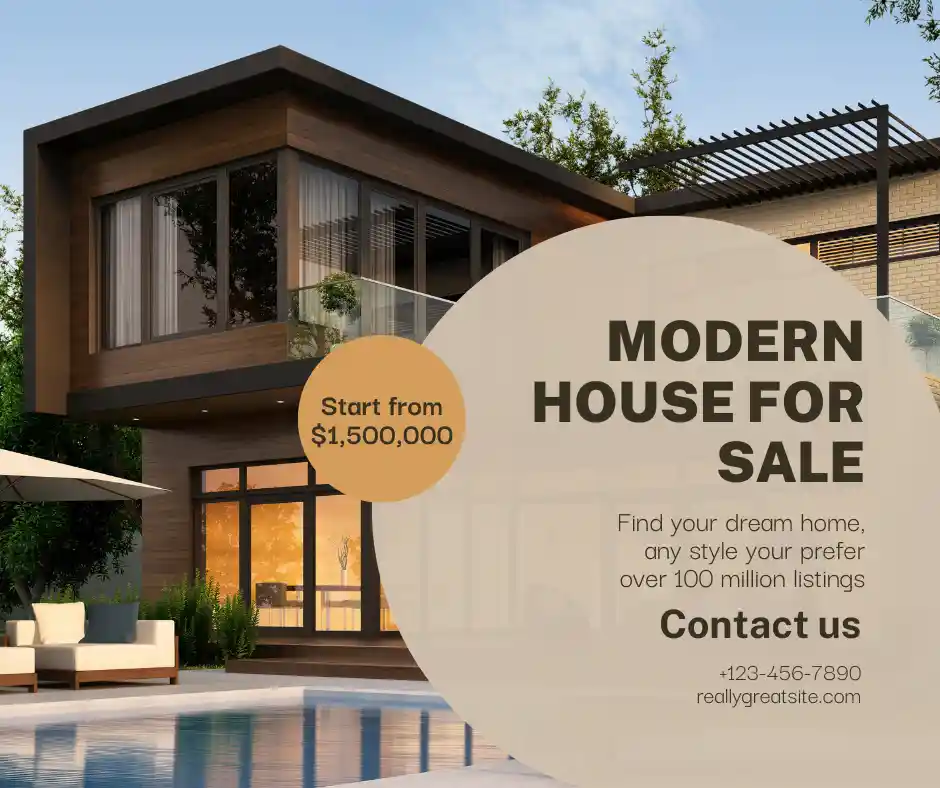 Start from
$1,500,000
MODERN
HOUSE FOR
SALE
Find your dream home,
any style your prefer
over 100 million listings
Contact us
+123-456-7890
reallygreatsite.com